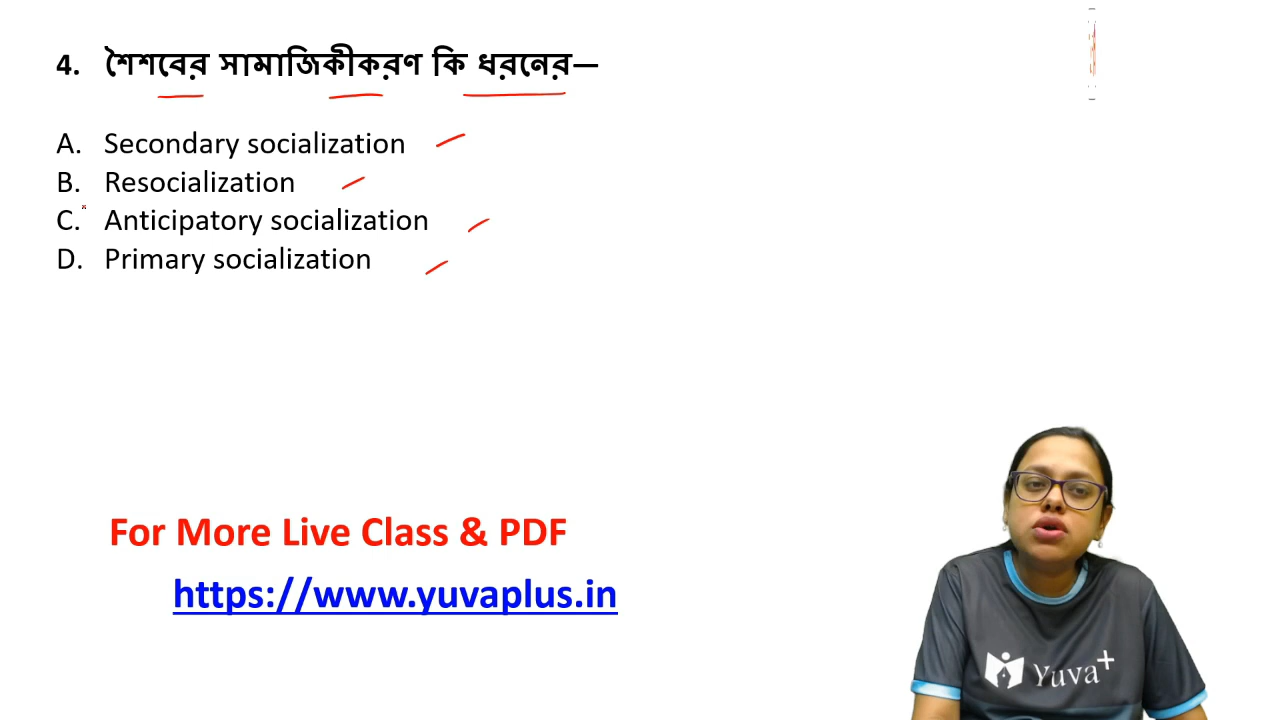 4. শৈশবের সামাজিকীকরণ কি ধরনের—
A. Secondary socialization
B. Resocialization
C. Anticipatory socialization
D. Primary socialization
For More Live Class & PDF
https://www.yuvaplus.in
Yuva+